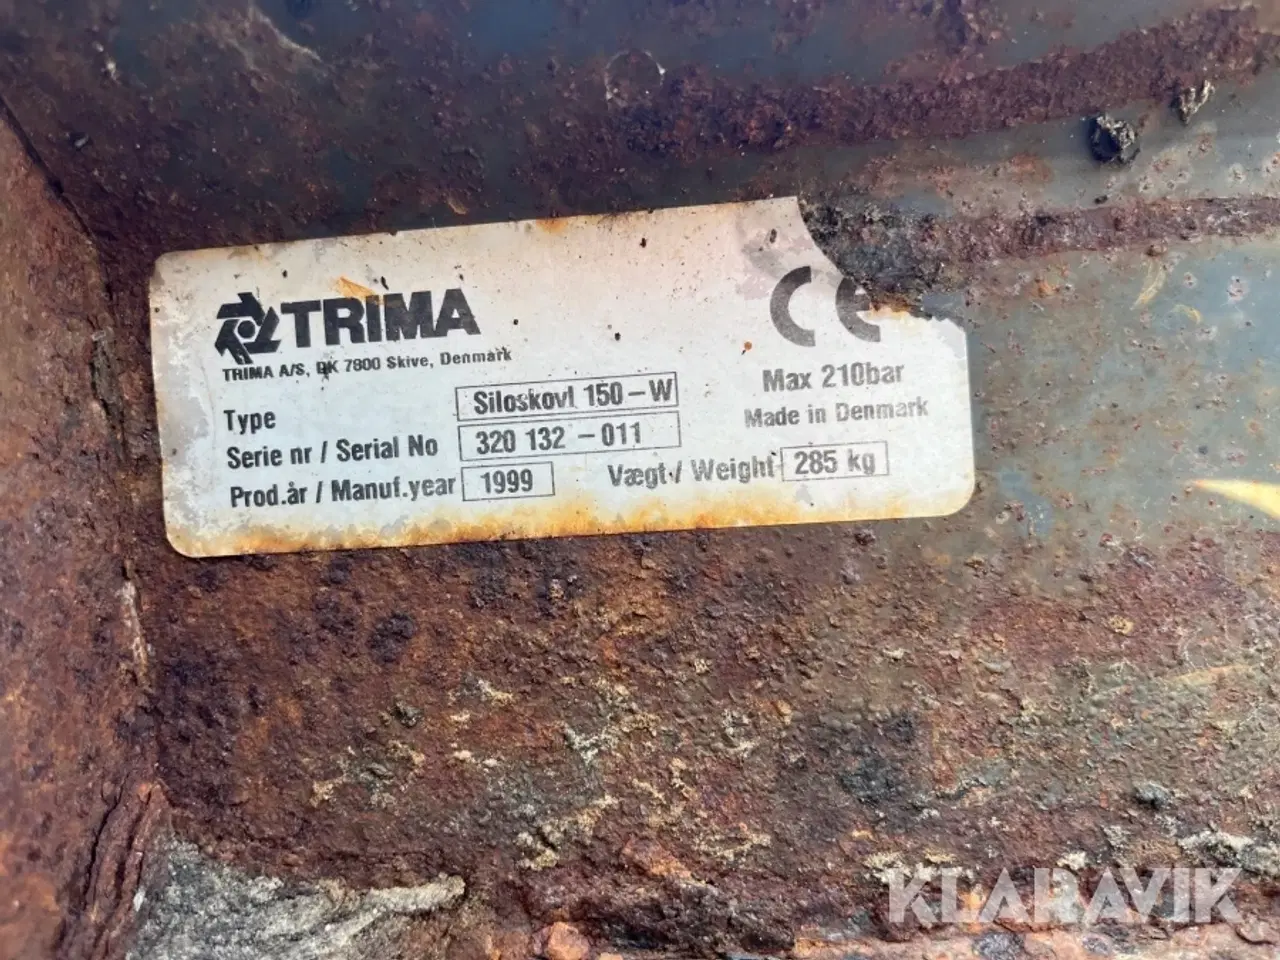 TRIMA CE
TRIMA A/S, DK 7800 Skive, Denmark
Type Siloskovl 150-W Max 210bar
Serie nr / Serial No 320 132-011 Made in Denmark
Prod.år / Manuf.year 1999 Vægt./ Weight 285 kg
KLARAVIK